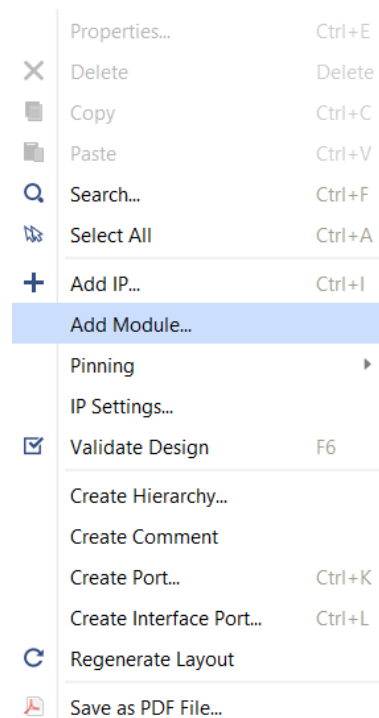 Properties... Ctrl+E
Delete Delete
Copy Ctrl+C
Paste Ctrl+V
Search... Ctrl+F
Select All Ctrl+A
Add IP... Ctrl+I
Add Module...
Pinning
IP Settings...
Validate Design F6
Create Hierarchy...
Create Comment
Create Port... Ctrl+K
Create Interface Port... Ctrl+L
Regenerate Layout
Save as PDF File...